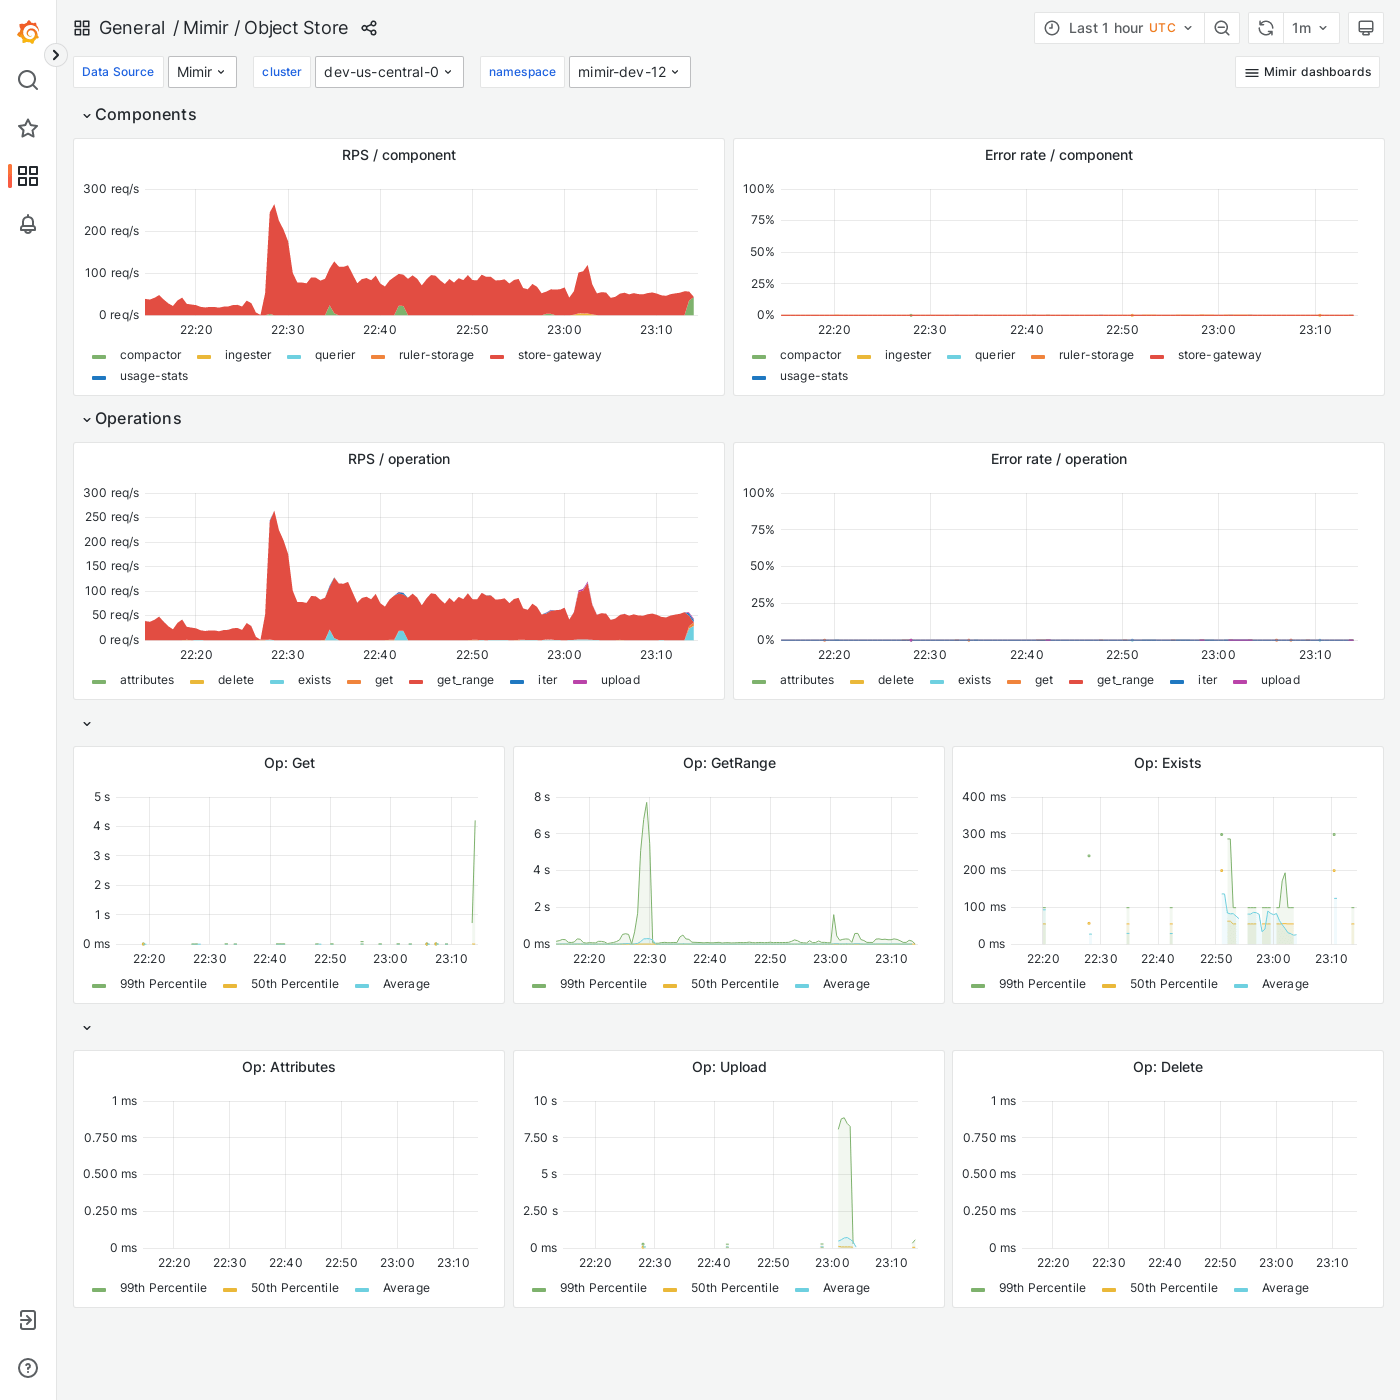 General / Mimir / Object Store
Last 1 hour UTC
1m
Data Source Mimir cluster dev-us-central-0 namespace mimir-dev-12
Mimir dashboards
Components
RPS / component
300 req/s
200 req/s
100 req/s
0 req/s
22:20 22:30 22:40 22:50 23:00 23:10
compactor ingester querier ruler-storage store-gateway
usage-stats
Error rate / component
100%
75%
50%
25%
0%
22:20 22:30 22:40 22:50 23:00 23:10
compactor ingester querier ruler-storage store-gateway
usage-stats
Operations
RPS / operation
300 req/s
250 req/s
200 req/s
150 req/s
100 req/s
50 req/s
0 req/s
22:20 22:30 22:40 22:50 23:00 23:10
attributes delete exists get get_range iter upload
Error rate / operation
100%
75%
50%
25%
0%
22:20 22:30 22:40 22:50 23:00 23:10
attributes delete exists get get_range iter upload
Op: Get
5 s
4 s
3 s
2 s
1 s
0 ms
22:20 22:30 22:40 22:50 23:00 23:10
99th Percentile 50th Percentile Average
Op: GetRange
8 s
6 s
4 s
2 s
0 ms
22:20 22:30 22:40 22:50 23:00 23:10
99th Percentile 50th Percentile Average
Op: Exists
400 ms
300 ms
200 ms
100 ms
0 ms
22:20 22:30 22:40 22:50 23:00 23:10
99th Percentile 50th Percentile Average
Op: Attributes
1 ms
0.750 ms
0.500 ms
0.250 ms
0 ms
22:20 22:30 22:40 22:50 23:00 23:10
99th Percentile 50th Percentile Average
Op: Upload
10 s
7.50 s
5 s
2.50 s
0 ms
22:20 22:30 22:40 22:50 23:00 23:10
99th Percentile 50th Percentile Average
Op: Delete
1 ms
0.750 ms
0.500 ms
0.250 ms
0 ms
22:20 22:30 22:40 22:50 23:00 23:10
99th Percentile 50th Percentile Average